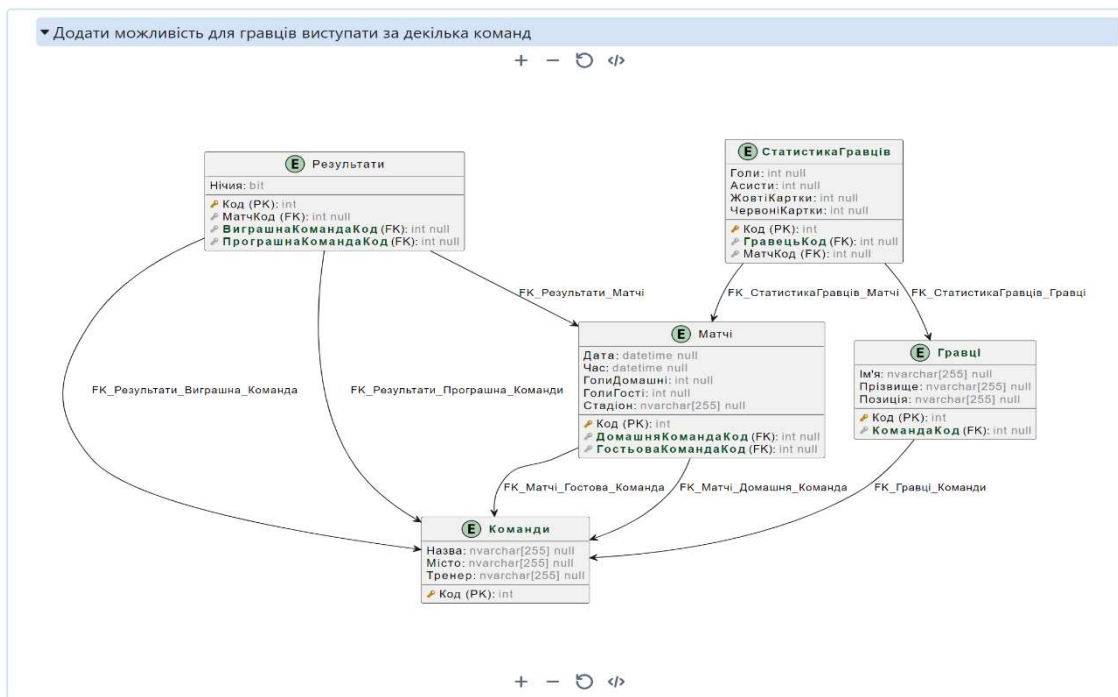 Додати можливість для гравців виступати за декілька команд
Е Результати
Нічия: bit
Код (PK): int
МатчКод (FK): int null
ВиграшнаКомандаКод (FK): int null
ПрограшнаКомандаКод (FK): int null
Е СтатистикаГравців
Голи: int null
Асисти: int null
ЖовтіКартки: int null
ЧервоніКартки: int null
Код (PK): int
ГравецьКод (FK): int null
МатчКод (FK): int null
FK_Результати_Матчі
FK_СтатистикаГравців_Матчі
FK_СтатистикаГравців_Гравці
Е Матчі
Дата: datetime null
Час: datetime null
ГолиДомашні: int null
ГолиГості: int null
Стадіон: nvarchar[255] null
Код (PK): int
ДомашняКомандаКод (FK): int null
ГостьоваКомандаКод (FK): int null
Е Гравці
Ім'я: nvarchar[255] null
Прізвище: nvarchar[255] null
Позиція: nvarchar[255] null
Код (PK): int
КомандаКод (FK): int null
FK_Результати_Виграшна_Команда
FK_Результати_Програшна_Команди
FK_Матчі_Гостова_Команда
FK_Матчі_Домашня_Команда
FK_Гравці_Команди
Е Команди
Назва: nvarchar[255] null
Місто: nvarchar[255] null
Тренер: nvarchar[255] null
Код (PK): int